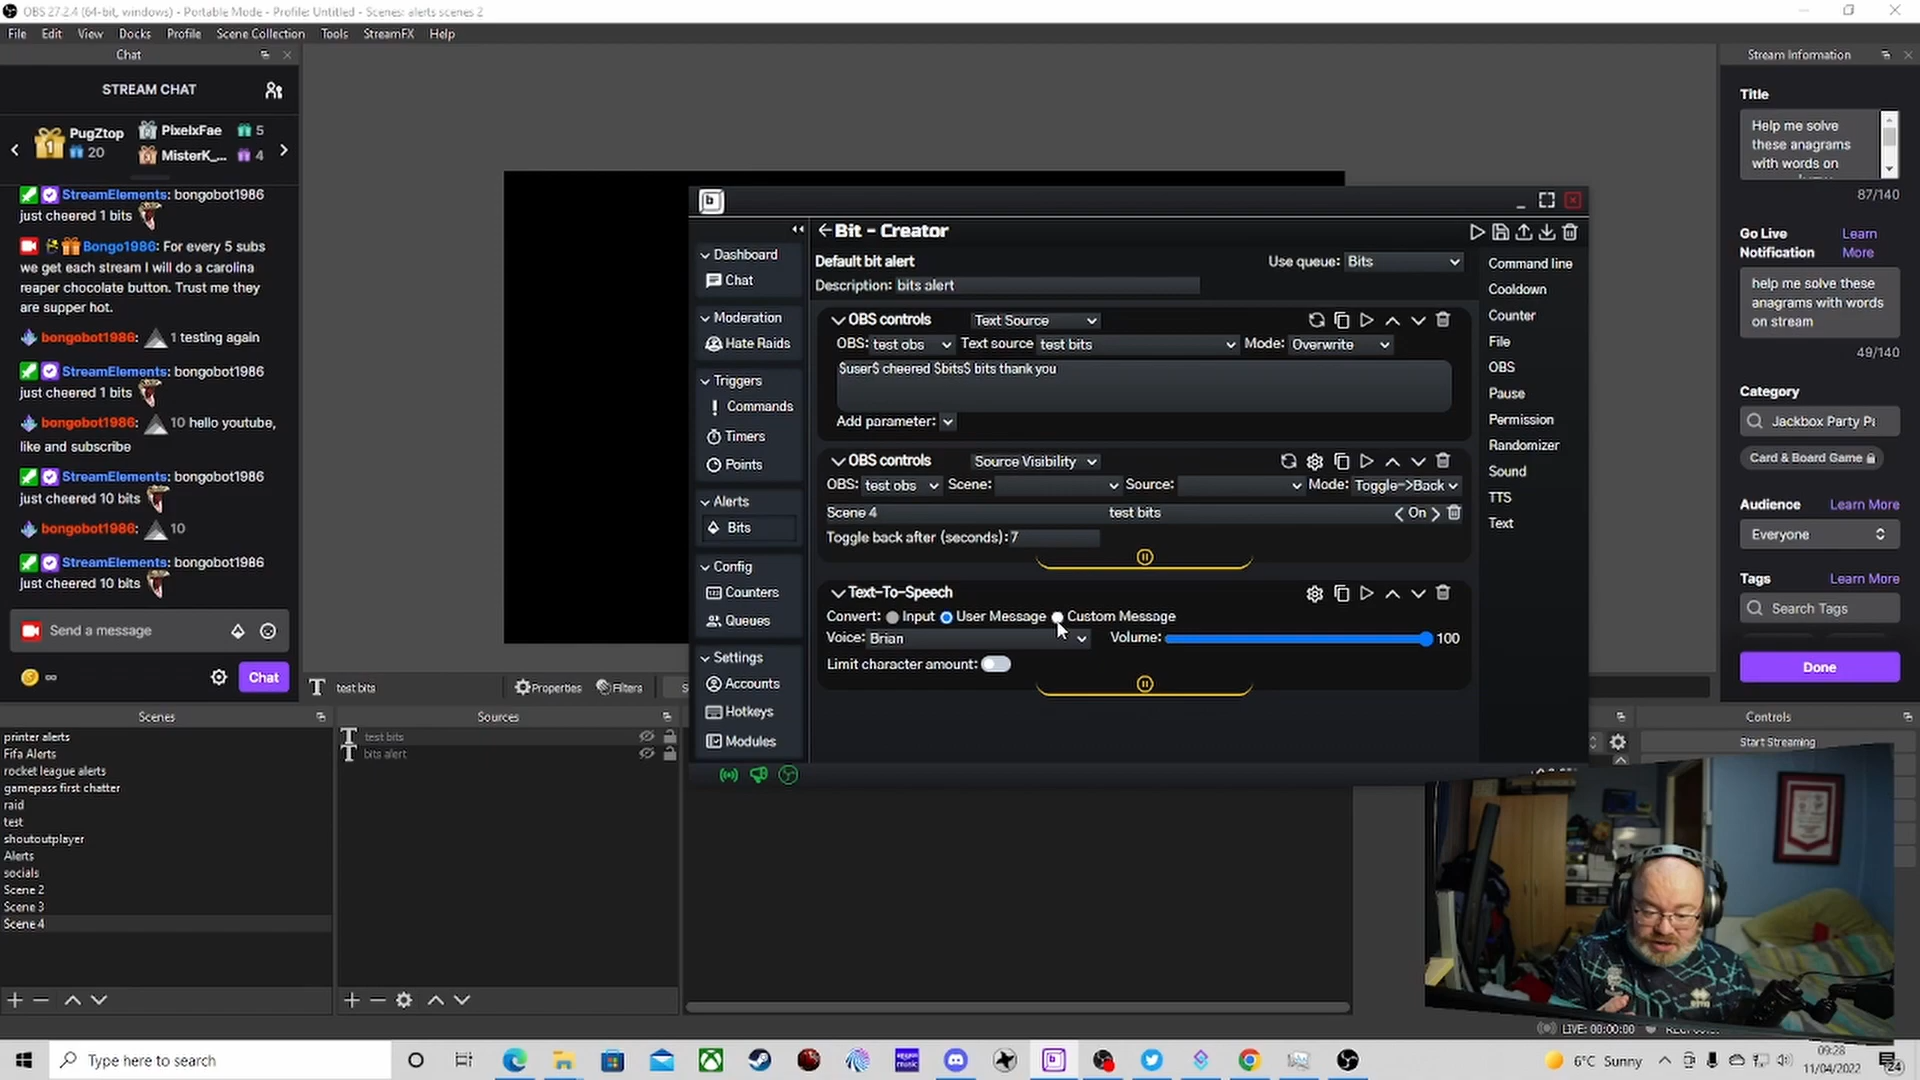 OBS 27.2.4 (64-bit, windows) - Portable Mode - Profile: Untitled - Scenes: alerts scenes 2
File Edit View Docks Profile Scene Collection Tools StreamFX Help
Chat
STREAM CHAT
PugZtop
20
PixelxFae 5
MisterK_... 4
StreamElements: bongobot1986
just cheered 1 bits
Bongo1986: For every 5 subs
we get each stream I will do a carolina
reaper chocolate button. Trust me they
are supper hot.
bongobot1986: 1 testing again
StreamElements: bongobot1986
just cheered 1 bits
bongobot1986: 10 hello youtube,
like and subscribe
StreamElements: bongobot1986
just cheered 10 bits
bongobot1986: 10
StreamElements: bongobot1986
just cheered 10 bits
Send a message
Chat
Bit - Creator
Dashboard
Chat
Moderation
Hate Raids
Triggers
Commands
Timers
Points
Alerts
Bits
Config
Counters
Queues
Settings
Accounts
Hotkeys
Modules
Default bit alert
Use queue: Bits
Description: bits alert
OBS controls Text Source
OBS: test obs Text source test bits Mode: Overwrite
$user$ cheered $bits$ bits thank you
Add parameter:
OBS controls Source Visibility
OBS: test obs Scene: Source: Mode: Toggle->Back
Scene 4 test bits < On >
Toggle back after (seconds): 7
Text-To-Speech
Convert: Input User Message Custom Message
Voice: Brian Volume: 100
Limit character amount:
Command line
Cooldown
Counter
File
OBS
Pause
Permission
Randomizer
Sound
TTS
Text
Stream Information
Title
Help me solve
these anagrams
with words on
87/140
Go Live
Notification
Learn
More
help me solve these
anagrams with words
on stream
49/140
Category
Jackbox Party Pa
Card & Board Game
Audience Learn More
Everyone
Tags Learn More
Search Tags
Done
test bits Properties Filters
Scenes
printer alerts
Fifa Alerts
rocket league alerts
gamepass first chatter
raid
test
shoutoutplayer
Alerts
socials
Scene 2
Scene 3
Scene 4
Sources
test bits
bits alert
Controls
Start Streaming
LIVE: 00:00:00
Type here to search
6°C Sunny
09:28
11/04/2022
24